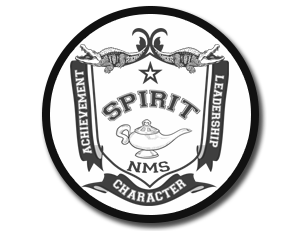 ACHIEVEMENT
SPIRIT
LEADERSHIP
NMS
CHARACTER